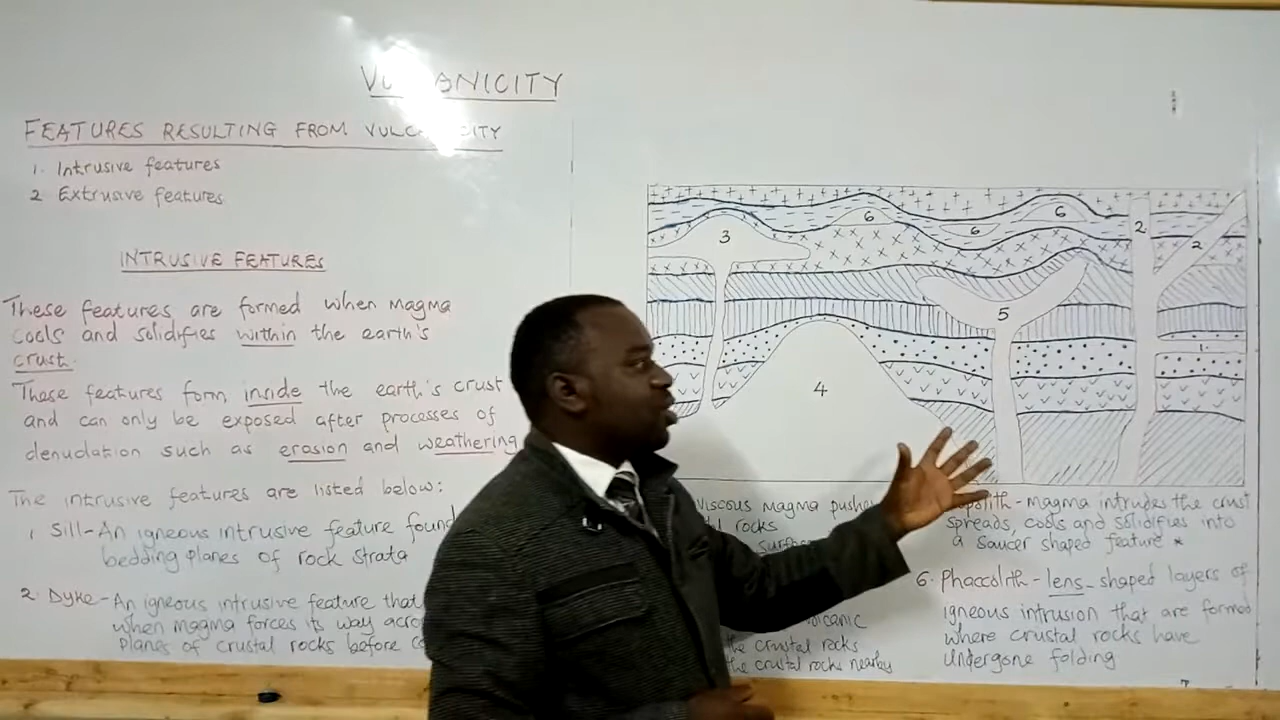 VULCANICITY
FEATURES RESULTING FROM VULCANICITY
1. Intrusive features
2 Extrusive features
INTRUSIVE FEATURES
These features are formed when magma
cools and solidifies within the earth's
crust.
These features form inside the earth's crust
and can only be exposed after processes of
denudation such as erosion and weathering
The intrusive features are listed below:
1 Sill-An igneous intrusive feature found
bedding planes of rock strata
2. Dyke-An igneous intrusive feature that
when magma forces its way
planes of crustal rocks before
3
6
6
6
2
2
5
1
4
viscous magma
rocks
the crustal rocks
the crustal rocks nearby
- magma intrudes the crust
spreads, cools and solidifies into
a saucer shaped feature *
6. Phacolith - lens-shaped layers of
igneous intrusion that are formed
where crustal rocks have
undergone folding